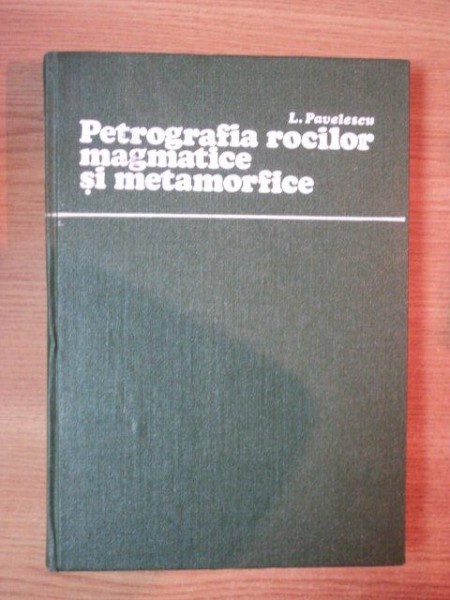 L. Pavelescu
Petrografia rocilor
magmatice
și metamorfice